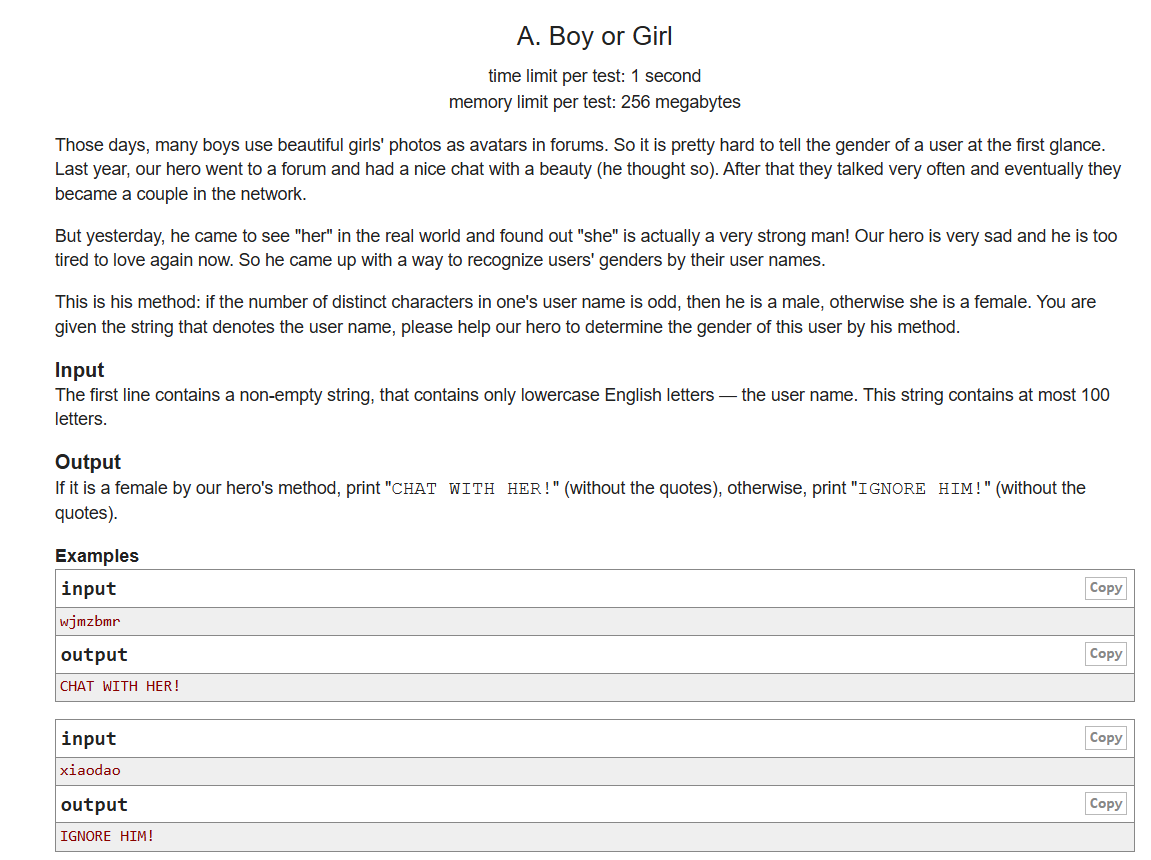 A. Boy or Girl
time limit per test: 1 second
memory limit per test: 256 megabytes
Those days, many boys use beautiful girls' photos as avatars in forums. So it is pretty hard to tell the gender of a user at the first glance.
Last year, our hero went to a forum and had a nice chat with a beauty (he thought so). After that they talked very often and eventually they
became a couple in the network.
But yesterday, he came to see "her" in the real world and found out "she" is actually a very strong man! Our hero is very sad and he is too
tired to love again now. So he came up with a way to recognize users' genders by their user names.
This is his method: if the number of distinct characters in one's user name is odd, then he is a male, otherwise she is a female. You are
given the string that denotes the user name, please help our hero to determine the gender of this user by his method.
Input
The first line contains a non-empty string, that contains only lowercase English letters — the user name. This string contains at most 100
letters.
Output
If it is a female by our hero's method, print "CHAT WITH HER!" (without the quotes), otherwise, print "IGNORE HIM!" (without the
quotes).
Examples
input Copy
wjmzbmr
output Copy
CHAT WITH HER!
input Copy
xiaodao
output Copy
IGNORE HIM!